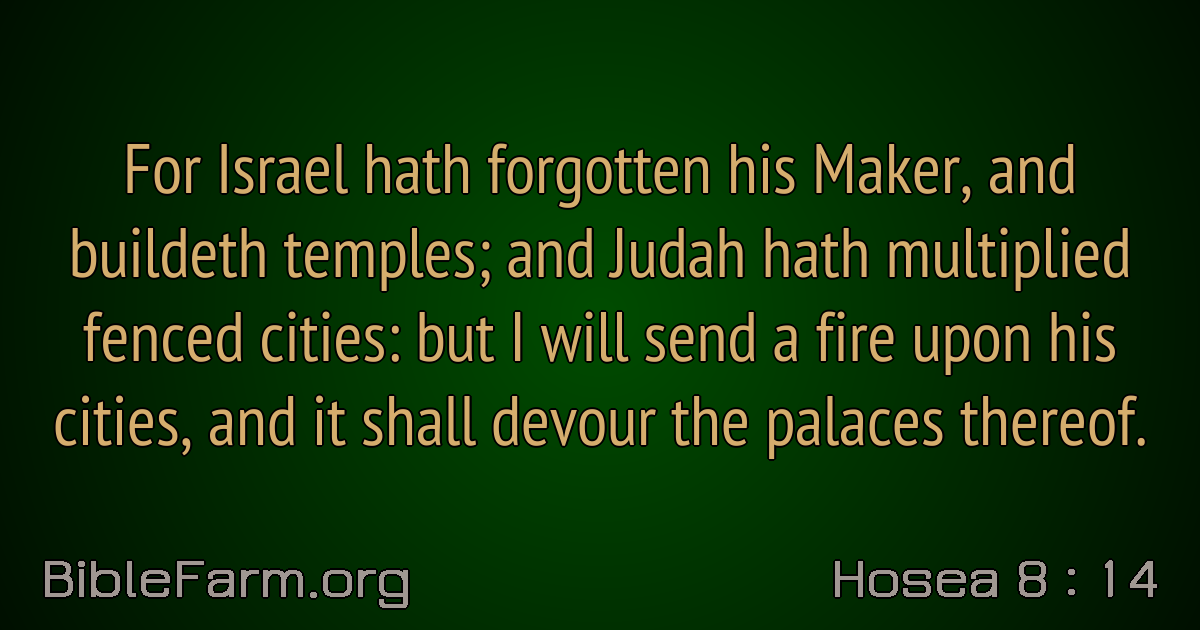 For Israel hath forgotten his Maker, and
buildeth temples; and Judah hath multiplied
fenced cities: but I will send a fire upon his
cities, and it shall devour the palaces thereof.
BibleFarm.org
Hosea 8 : 14